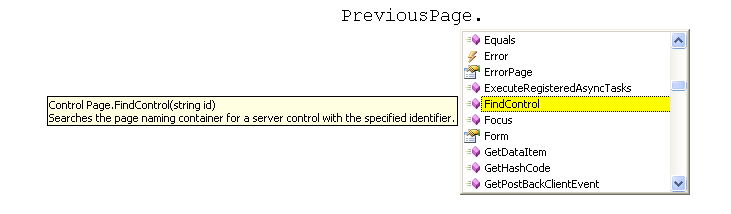 PreviousPage.
Equals
Error
ErrorPage
ExecuteRegisteredAsyncTasks
Control Page.FindControl(string id)
Searches the page naming container for a server control with the specified identifier.
FindControl
Focus
Form
GetDataItem
GetHashCode
GetPostBackClientEvent